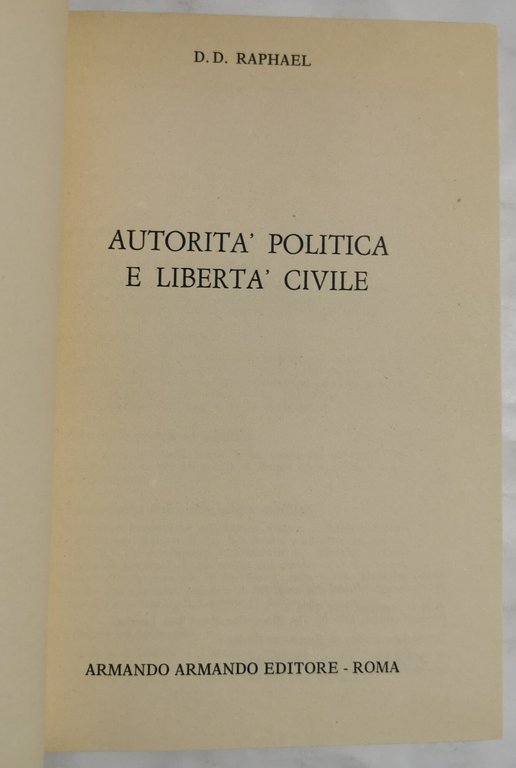 D. D. RAPHAEL
AUTORITA' POLITICA
E LIBERTA' CIVILE
ARMANDO ARMANDO EDITORE - ROMA